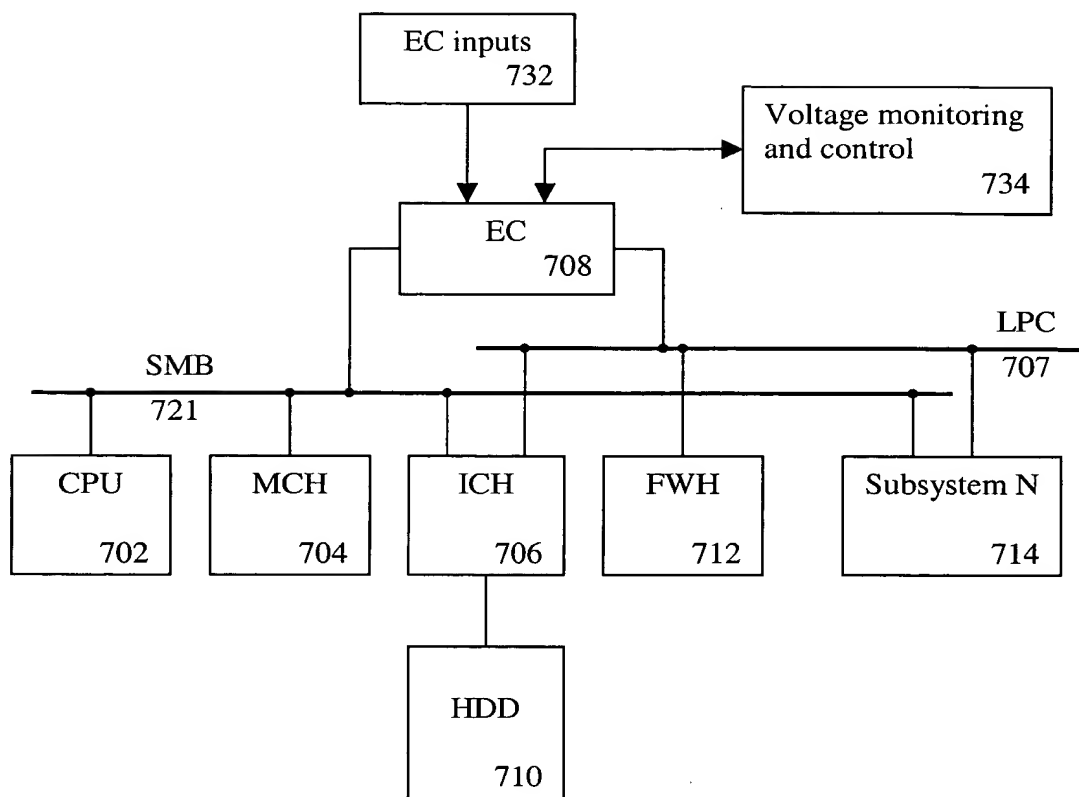 EC inputs
732
Voltage monitoring
and control
734
EC
708
LPC
707
SMB
721
CPU
702
MCH
704
ICH
706
FWH
712
Subsystem N
714
HDD
710